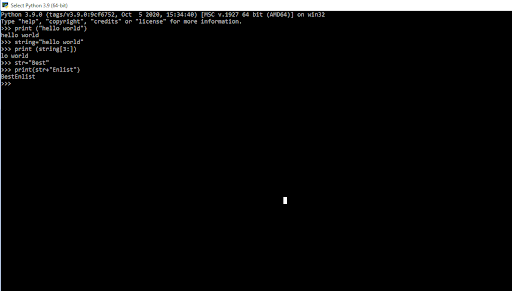 Select Python 3.9 (64-bit)
Python 3.9.0 (tags/v3.9.0:9cf6752, Oct  5 2020, 15:34:40) [MSC v.1927 64 bit (AMD64)] on win32
Type "help", "copyright", "credits" or "license" for more information.
>>> print ("hello world")
hello world
>>> string="hello world"
>>> print (string[3:])
lo world
>>> str="Best"
>>> print(str+"Enlist")
BestEnlist
>>>